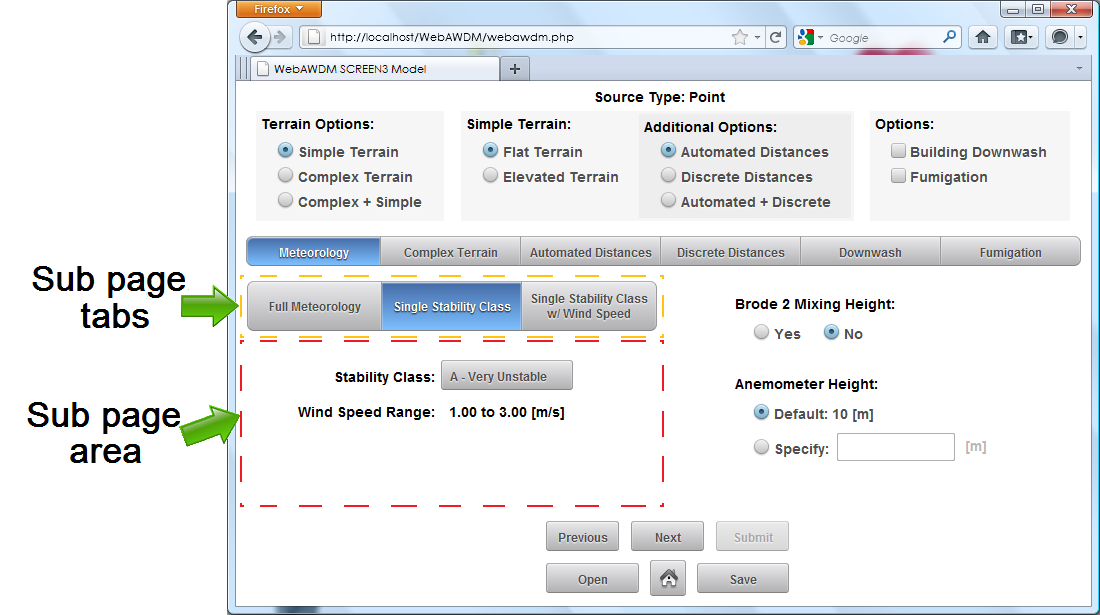 Firefox
http://localhost/WebAWDM/webawdm.php
Google
WebAWDM SCREEN3 Model
Source Type: Point
Terrain Options:
Simple Terrain
Complex Terrain
Complex + Simple
Simple Terrain:
Flat Terrain
Elevated Terrain
Additional Options:
Automated Distances
Discrete Distances
Automated + Discrete
Options:
Building Downwash
Fumigation
Meteorology
Complex Terrain
Automated Distances
Discrete Distances
Downwash
Fumigation
Sub page
tabs
Full Meteorology
Single Stability Class
Single Stability Class
w/ Wind Speed
Sub page
area
Stability Class:
A - Very Unstable
Wind Speed Range:
1.00 to 3.00 [m/s]
Brode 2 Mixing Height:
Yes
No
Anemometer Height:
Default: 10 [m]
Specify:
[m]
Previous
Next
Submit
Open
Save